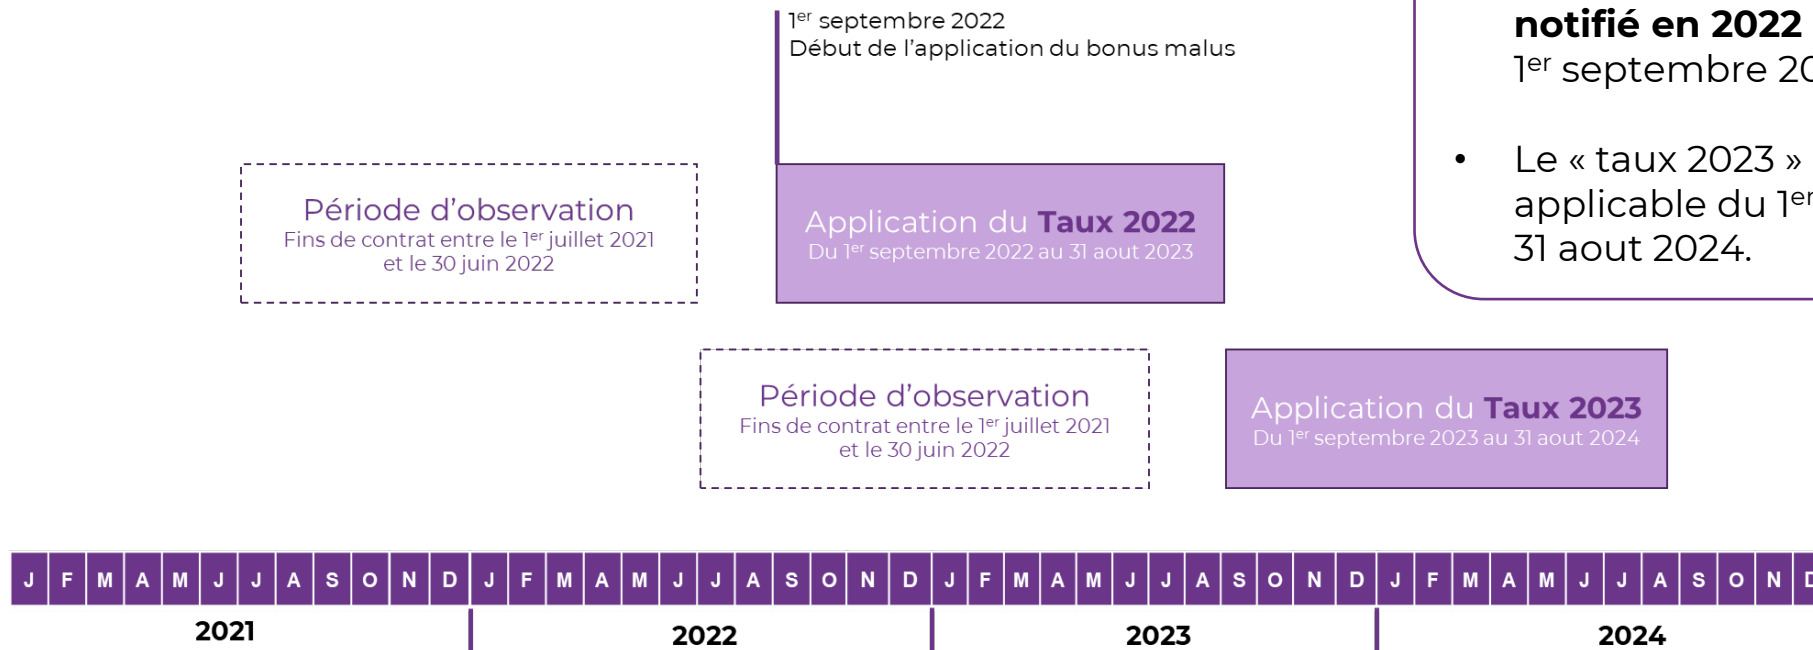 1er septembre 2022
Début de l’application du bonus malus
notifié en 2022
1er septembre 20
• Le « taux 2023 »
applicable du 1er
31 aout 2024.
Période d’observation
Fins de contrat entre le 1er juillet 2021
et le 30 juin 2022
Application du Taux 2022
Du 1er septembre 2022 au 31 aout 2023
Période d’observation
Fins de contrat entre le 1er juillet 2021
et le 30 juin 2022
Application du Taux 2023
Du 1er septembre 2023 au 31 aout 2024
J F M A M J J A S O N D J F M A M J J A S O N D J F M A M J J A S O N D J F M A M J J A S O N D
2021 2022 2023 2024